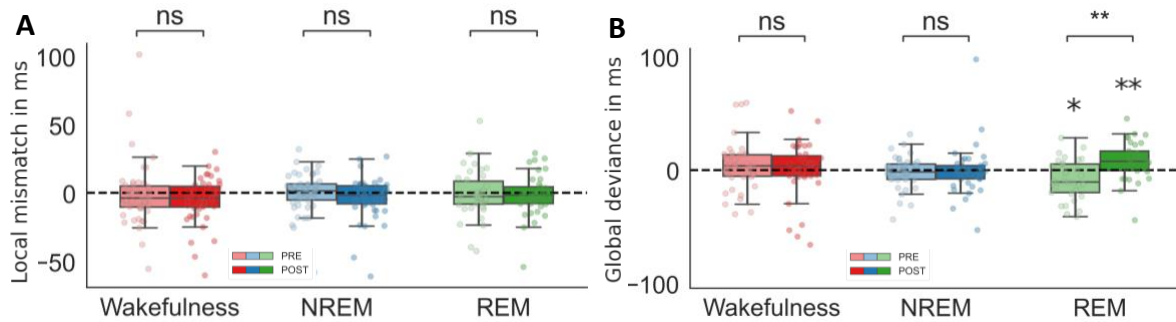 A
ns
ns
ns
Local mismatch in ms
100
50
0
−50
PRE
POST
Wakefulness
NREM
REM
B
ns
ns
**
*
**
Global deviance in ms
100
0
−100
PRE
POST
Wakefulness
NREM
REM